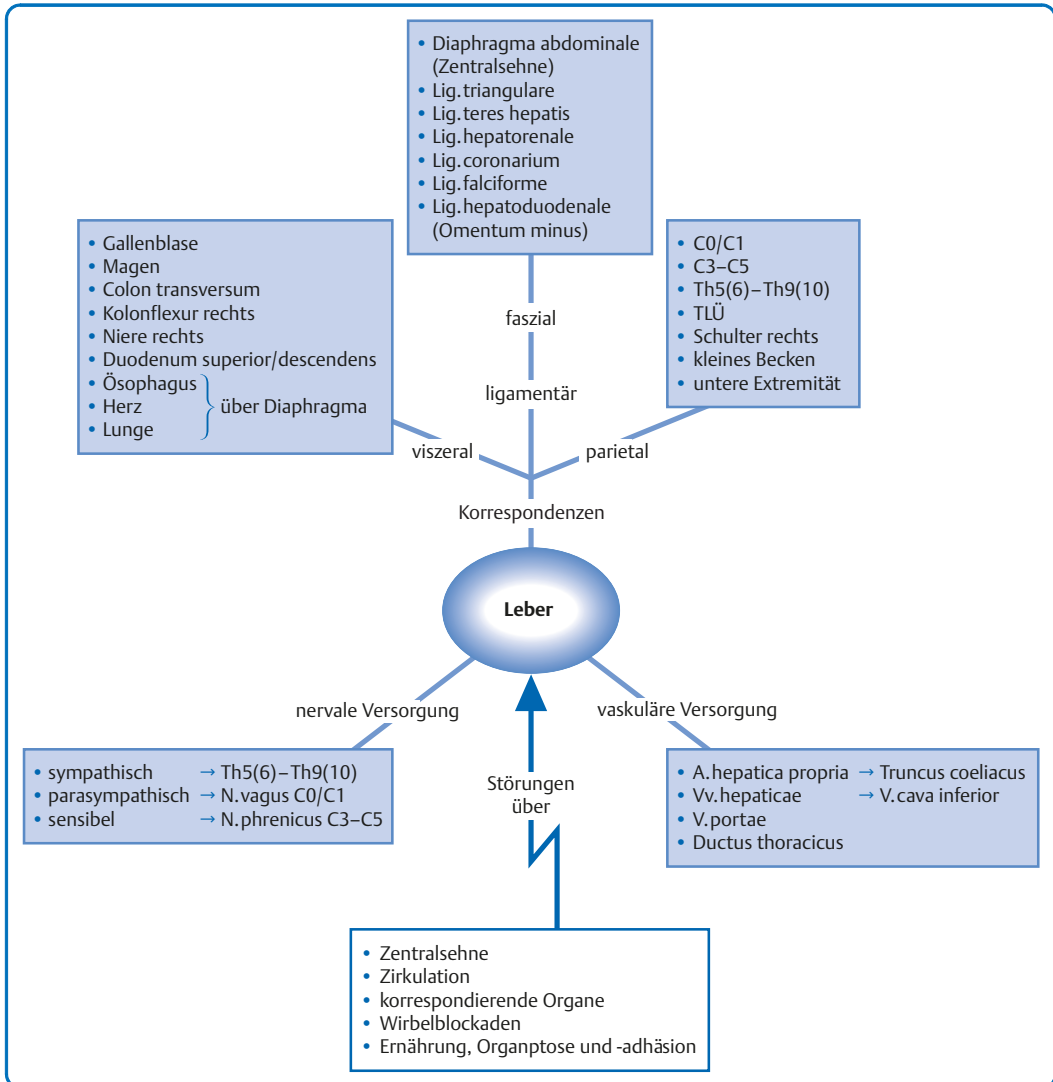 • Diaphragma abdominale
(Zentralsehne)
• Lig. triangulare
• Lig. teres hepatis
• Lig. hepatorenale
• Lig. coronarium
• Lig. falciforme
• Lig. hepatoduodenale
(Omentum minus)
• Gallenblase
• Magen
• Colon transversum
• Kolonflexur rechts
• Niere rechts
• Duodenum superior/descendens
• Ösophagus
• Herz
• Lunge
über Diaphragma
• C0/C1
• C3–C5
• Th5(6)–Th9(10)
• TLÜ
• Schulter rechts
• kleines Becken
• untere Extremität
faszial
ligamentär
viszeral
parietal
Korrespondenzen
Leber
nervale Versorgung
vaskuläre Versorgung
• sympathisch → Th5(6)–Th9(10)
• parasympathisch → N. vagus C0/C1
• sensibel → N. phrenicus C3–C5
Störungen
über
• A. hepatica propria → Truncus coeliacus
• Vv. hepaticae → V. cava inferior
• V. portae
• Ductus thoracicus
• Zentralsehne
• Zirkulation
• korrespondierende Organe
• Wirbelblockaden
• Ernährung, Organptose und -adhäsion